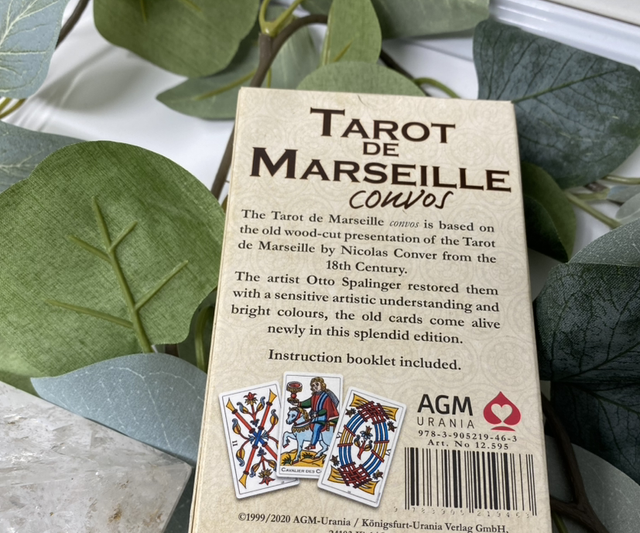 TAROT
DE
MARSEILLE
convos
The Tarot de Marseille convos is based on
the old wood-cut presentation of the Tarot
de Marseille by Nicolas Conver from the
18th Century.
The artist Otto Spalinger restored them
with a sensitive artistic understanding and
bright colours, the old cards come alive
newly in this splendid edition.
Instruction booklet included.
II
CAVALIER DES C
AGM
URANIA
978-3-905219-46-3
Art. No 12.595
©1999/2020 AGM-Urania / Königsfurt-Urania Verlag GmbH,